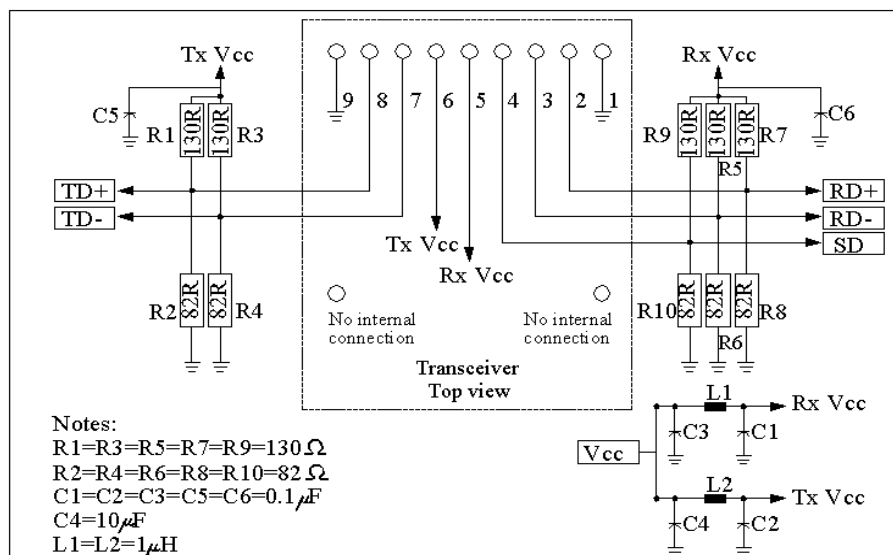 Tx Vcc
Rx Vcc
9 8 7 6 5 4 3 2 1
C5
R1
130R
130R
R3
R9
130R
130R
130R
R7
R5
C6
TD+
TD-
RD+
RD-
SD
Tx Vcc
Rx Vcc
R2
82R
82R
R4
R10
82R
82R
82R
R8
R6
No internal
connection
No internal
connection
Transceiver
Top view
L1
Rx Vcc
C3
C1
Vcc
L2
Tx Vcc
C4
C2
Notes:
R1=R3=R5=R7=R9=130Ω
R2=R4=R6=R8=R10=82Ω
C1=C2=C3=C5=C6=0.1μF
C4=10μF
L1=L2=1μH